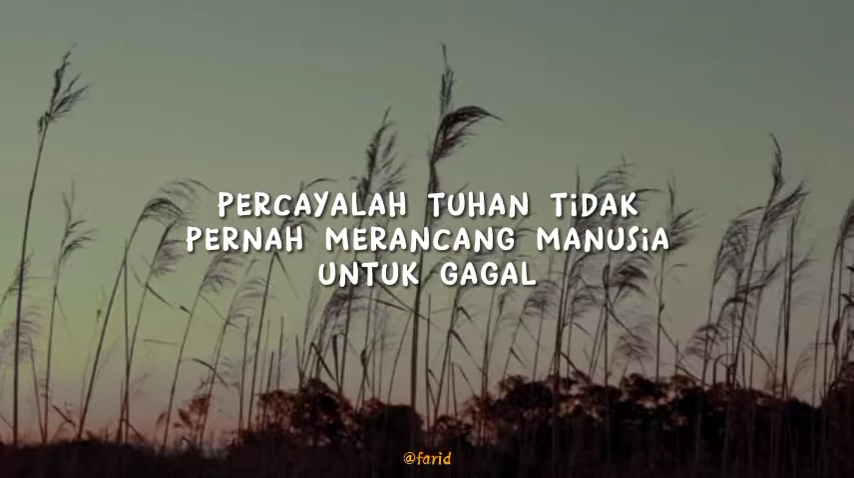 PERCAYALAH TUHAN TiDAK
PERNAH MERANCANG MANUSiA
UNTUK GAGAL
@farid